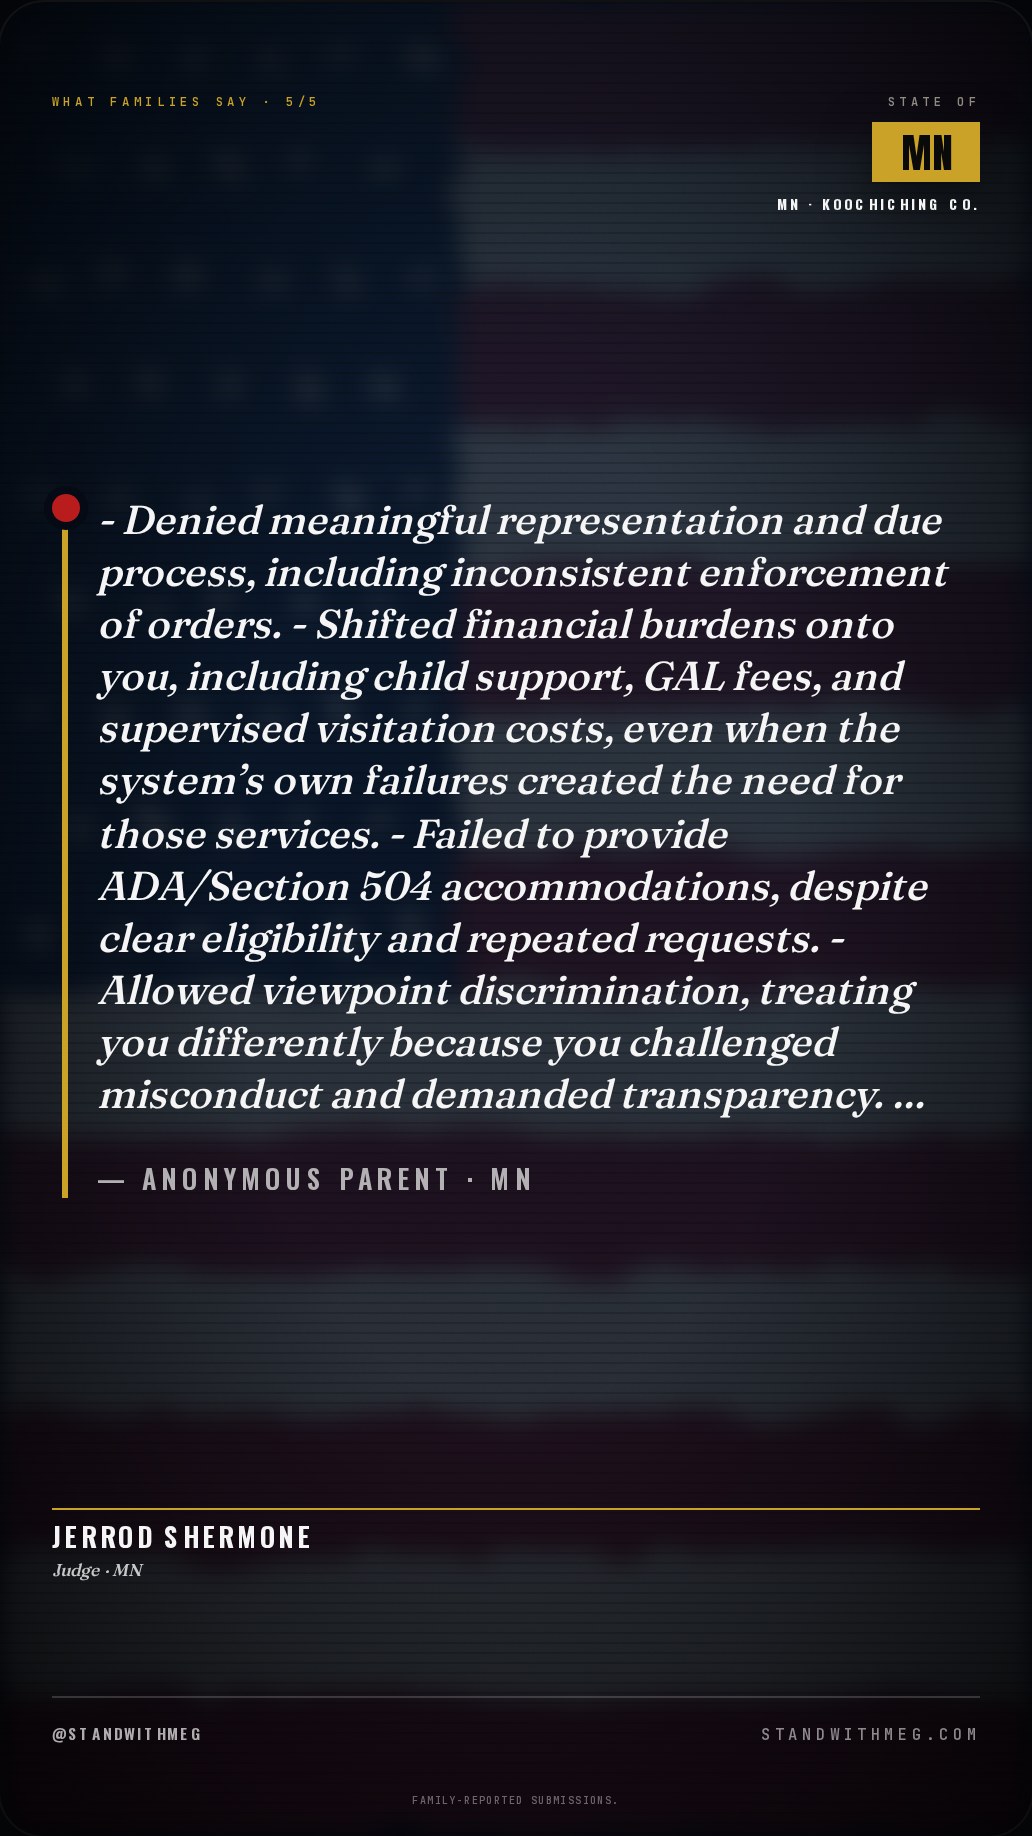 WHAT FAMILIES SAY · 5/5
STATE OF
MN
MN · KOOCHICHING CO.
- Denied meaningful representation and due
process, including inconsistent enforcement
of orders. - Shifted financial burdens onto
you, including child support, GAL fees, and
supervised visitation costs, even when the
system’s own failures created the need for
those services. - Failed to provide
ADA/Section 504 accommodations, despite
clear eligibility and repeated requests. -
Allowed viewpoint discrimination, treating
you differently because you challenged
misconduct and demanded transparency. ...
— ANONYMOUS PARENT · MN
JERROD SHERMONE
Judge · MN
@STANDWITHMEG
STANDWITHMEG.COM
FAMILY-REPORTED SUBMISSIONS.